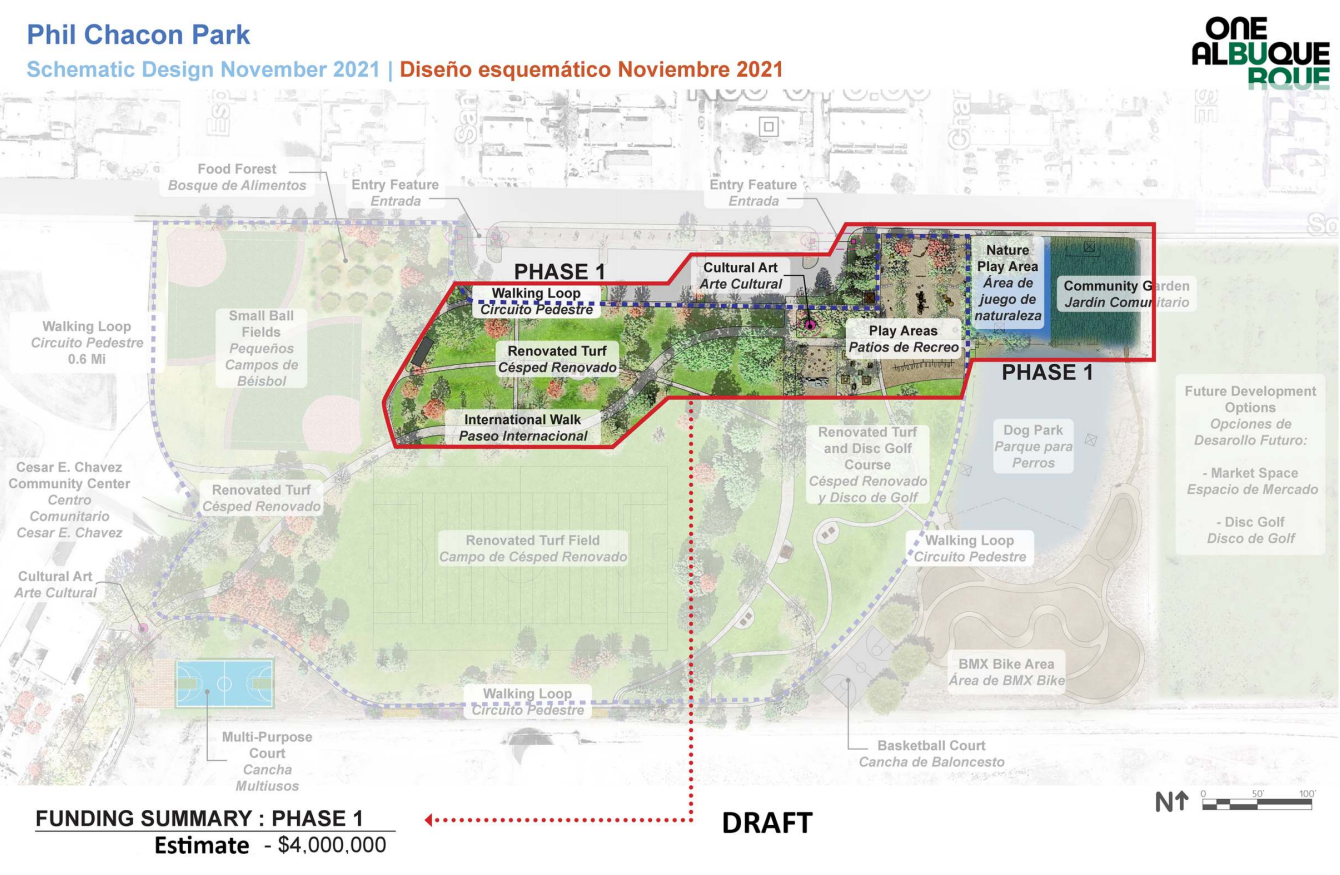 Phil Chacon Park
Schematic Design November 2021 | Diseño esquemático Noviembre 2021
ONE
ALBUQUE
RQUE
Food Forest
Bosque de Alimentos
Entry Feature
Entrada
Entry Feature
Entrada
PHASE 1
Walking Loop
Circuito Pedestre
Cultural Art
Arte Cultural
Nature
Play Area
Área de
juego de
naturaleza
Community Garden
Jardín Comunitario
Walking Loop
Circuito Pedestre
0.6 Mi
Small Ball
Fields
Pequeños
Campos de
Béisbol
Renovated Turf
Césped Renovado
Play Areas
Patios de Recreo
PHASE 1
International Walk
Paseo Internacional
Future Development
Options
Opciones de
Desarollo Futuro:
- Market Space
Espacio de Mercado
- Disc Golf
Disco de Golf
Renovated Turf
and Disc Golf
Course
Césped Renovado
y Disco de Golf
Dog Park
Parque para
Perros
Cesar E. Chavez
Community Center
Centro
Comunitario
Cesar E. Chavez
Renovated Turf
Césped Renovado
Renovated Turf Field
Campo de Césped Renovado
Walking Loop
Circuito Pedestre
Cultural Art
Arte Cultural
BMX Bike Area
Área de BMX Bike
Walking Loop
Circuito Pedestre
Multi-Purpose
Court
Cancha
Multiusos
Basketball Court
Cancha de Baloncesto
N
0 50' 100'
FUNDING SUMMARY : PHASE 1
Estimate - $4,000,000
DRAFT